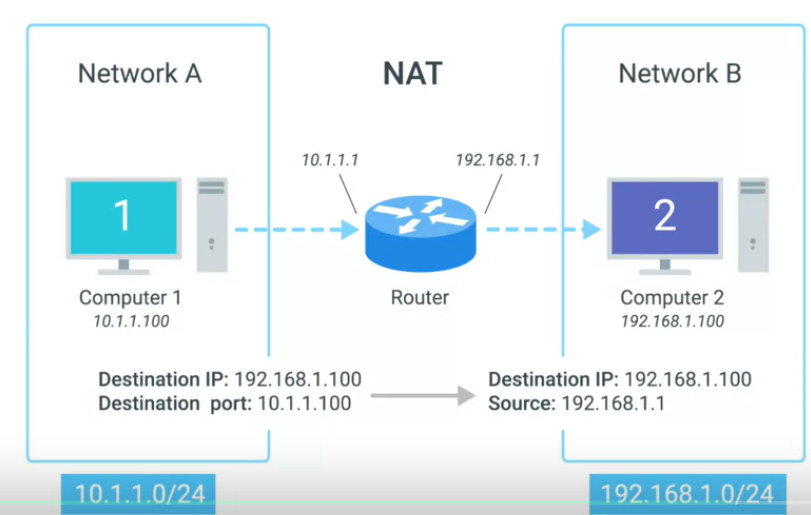 Network A
NAT
Network B
10.1.1.1
192.168.1.1
1
2
Computer 1
10.1.1.100
Router
Computer 2
192.168.1.100
Destination IP: 192.168.1.100
Destination port: 10.1.1.100
Destination IP: 192.168.1.100
Source: 192.168.1.1
10.1.1.0/24
192.168.1.0/24